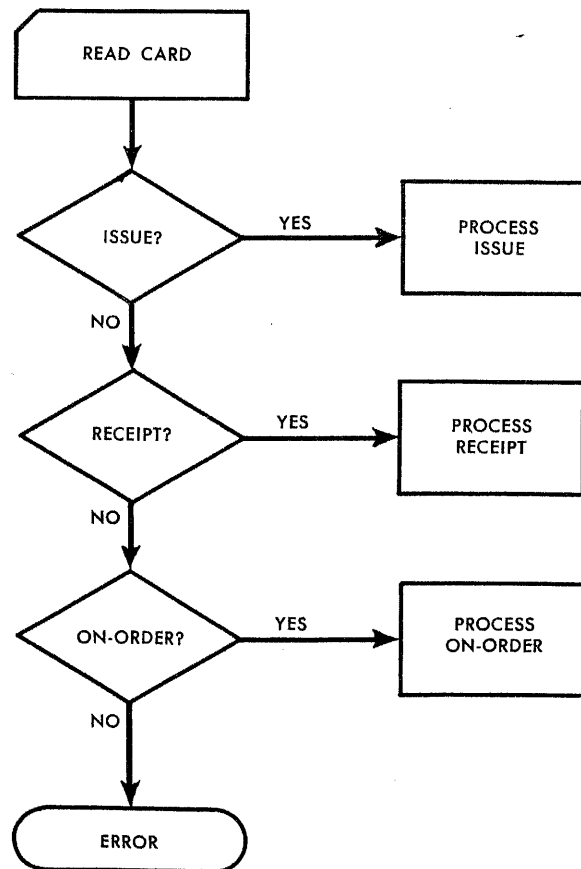 READ CARD
ISSUE?
YES
PROCESS
ISSUE
NO
RECEIPT?
YES
PROCESS
RECEIPT
NO
ON-ORDER?
YES
PROCESS
ON-ORDER
NO
ERROR